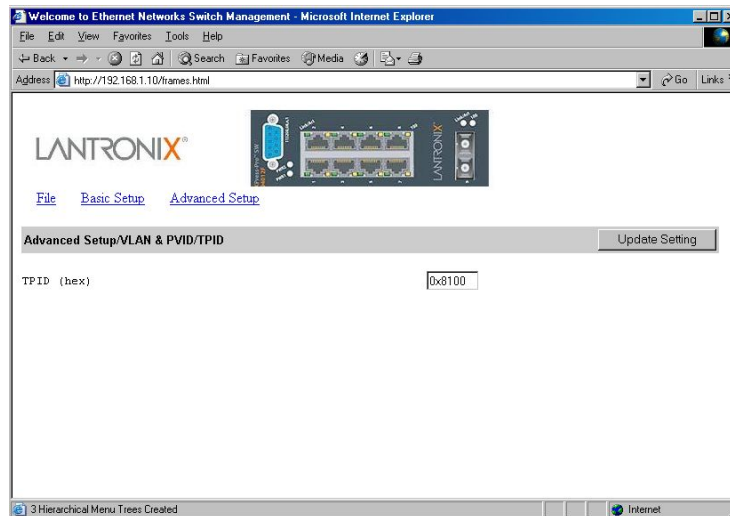 Welcome to Ethernet Networks Switch Management - Microsoft Internet Explorer
File Edit View Favorites Tools Help
Back Search Favorites Media
Address http://192.168.1.10/frames.html Go Links
LANTRONIX®
LANTRONIX
File Basic Setup Advanced Setup
Advanced Setup/VLAN & PVID/TPID Update Setting
TPID (hex) 0x8100
3 Hierarchical Menu Trees Created Internet